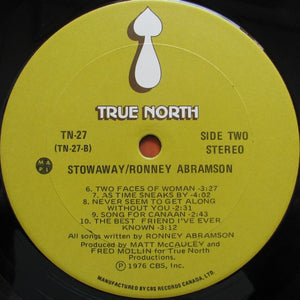 TRUE NORTH
TN-27
(TN-27-B)
SIDE TWO
STEREO
STOWAWAY/RONNEY ABRAMSON
6. TWO FACES OF WOMAN -3:27
7. AS TIME SNEAKS BY -4:02
8. NEVER SEEM TO GET ALONG
WITHOUT YOU -2:31
9. SONG FOR CANAAN -2:43
10. THE BEST FRIEND I'VE EVER
KNOWN -3:12
All songs written by RONNEY ABRAMSON
Produced by MATT McCAULEY and
FRED MOLLIN for True North
Productions.
Ⓟ 1976 CBS, Inc.
MANUFACTURED BY CBS RECORDS CANADA, LTD.